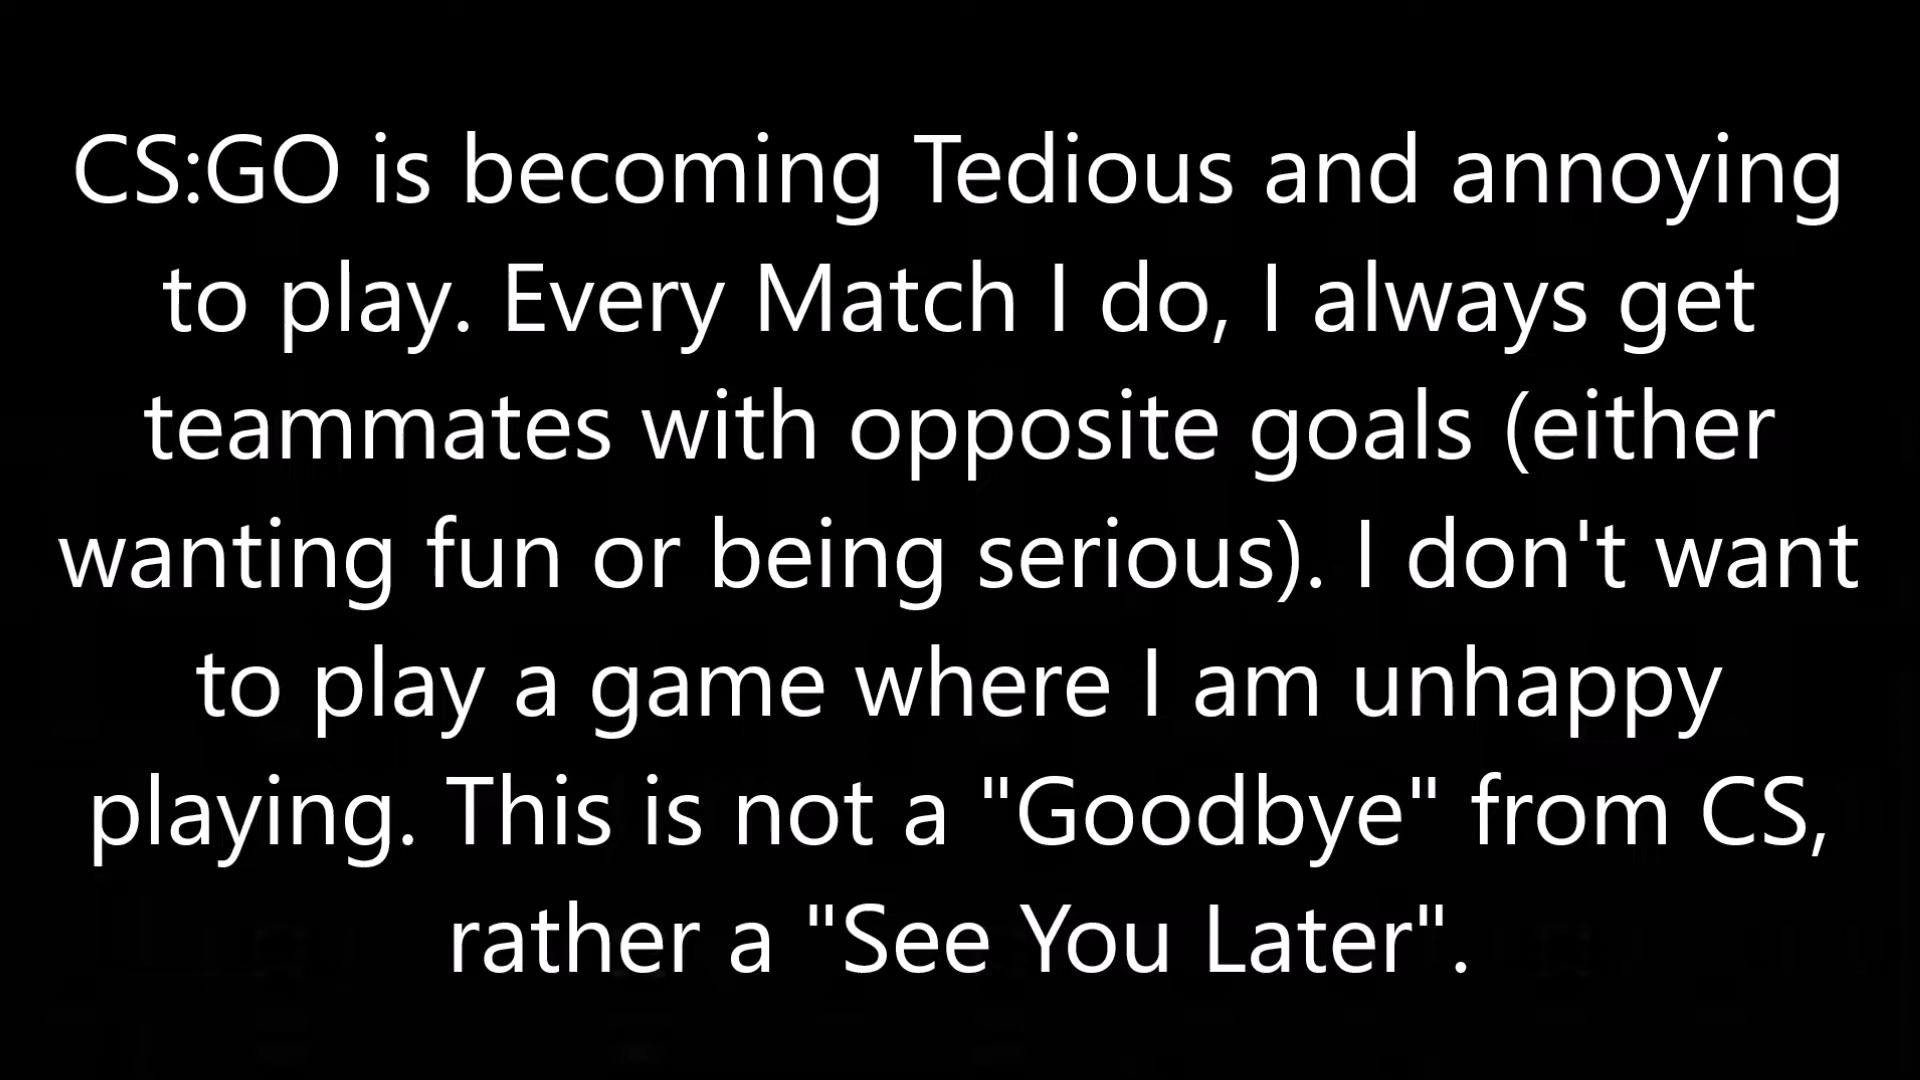 CS:GO is becoming Tedious and annoying
to play. Every Match I do, I always get
teammates with opposite goals (either
wanting fun or being serious). I don't want
to play a game where I am unhappy
playing. This is not a "Goodbye" from CS,
rather a "See You Later".